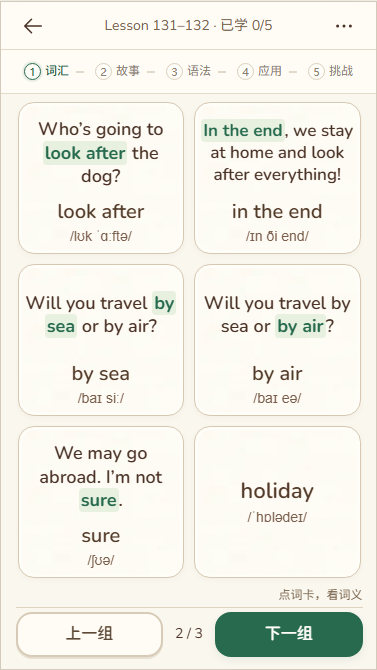 Lesson 131–132 · 已学 0/5
1 词汇 – 2 故事 – 3 语法 – 4 应用 – 5 挑战
Who's going to
look after the
dog?
look after
/lʊk ˈɑːftə/
In the end, we stay
at home and look
after everything!
in the end
/ɪn ði end/
Will you travel by
sea or by air?
by sea
/baɪ siː/
Will you travel by
sea or by air?
by air
/baɪ eə/
We may go
abroad. I'm not
sure.
sure
/ʃʊə/
holiday
/ˈhɒlədeɪ/
点词卡，看词义
上一组
2 / 3
下一组